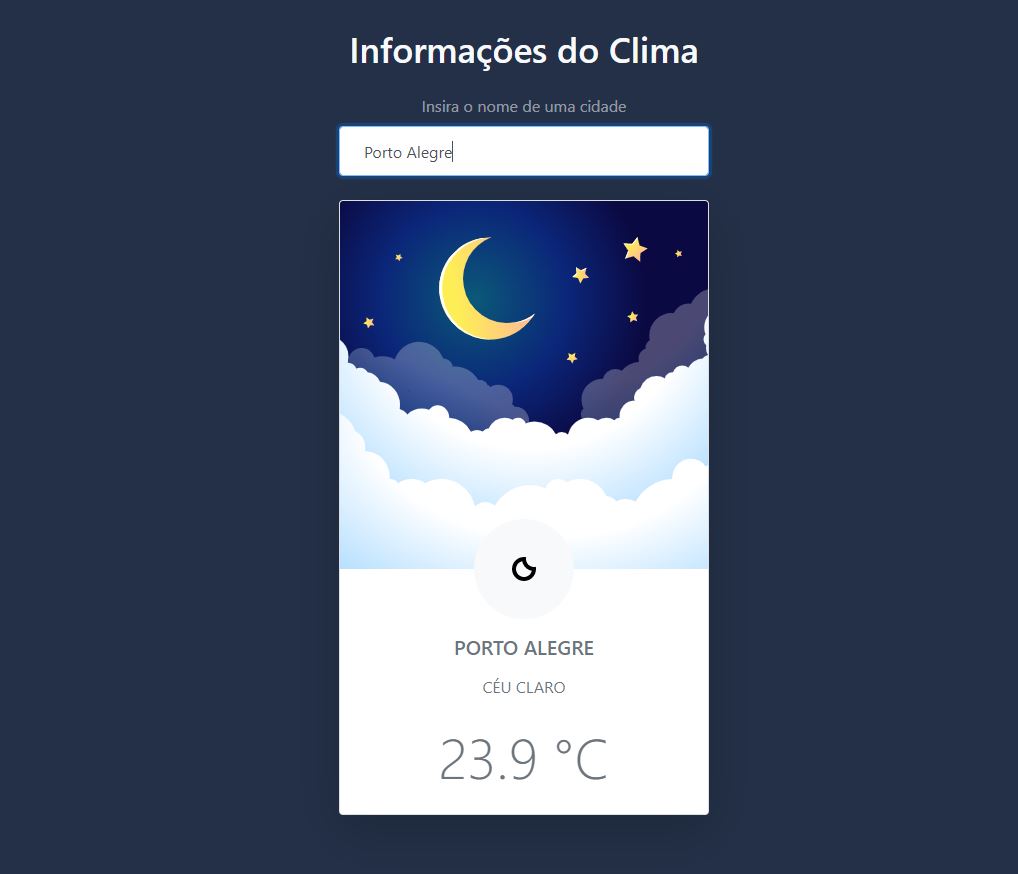 Informações do Clima
Insira o nome de uma cidade
Porto Alegre
PORTO ALEGRE
CÉU CLARO
23.9 °C